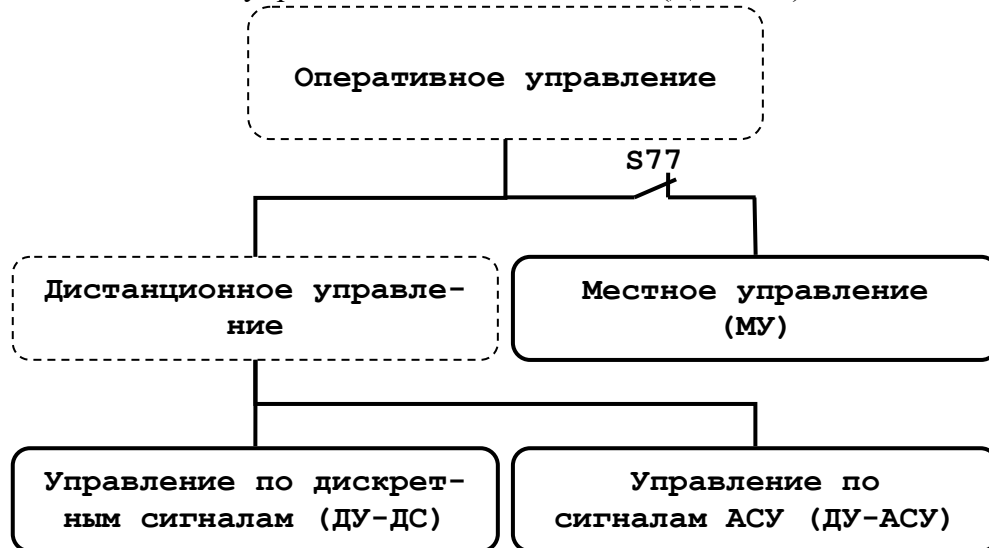 Оперативное управление
S77
Дистанционное управле-
ние
Местное управление
(МУ)
Управление по дискрет-
ным сигналам (ДУ-ДС)
Управление по
сигналам АСУ (ДУ-АСУ)